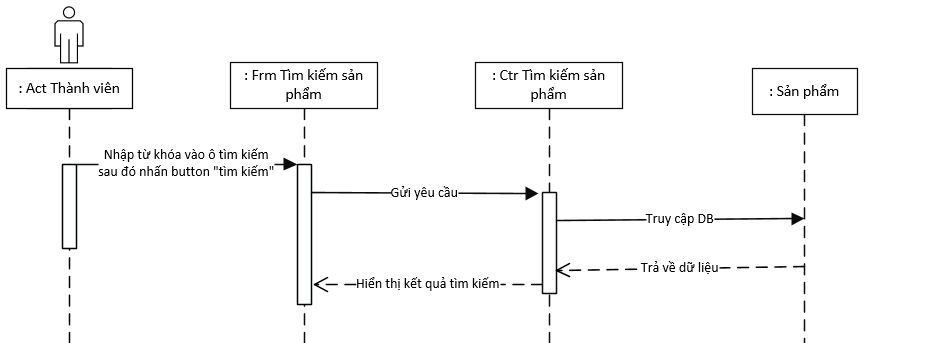 : Act Thành viên
: Frm Tìm kiếm sản
phẩm
: Ctr Tìm kiếm sản
phẩm
: Sản phẩm
Nhập từ khóa vào ô tìm kiếm
sau đó nhấn button "tìm kiếm"
Gửi yêu cầu
Truy cập DB
Trả về dữ liệu
Hiển thị kết quả tìm kiếm